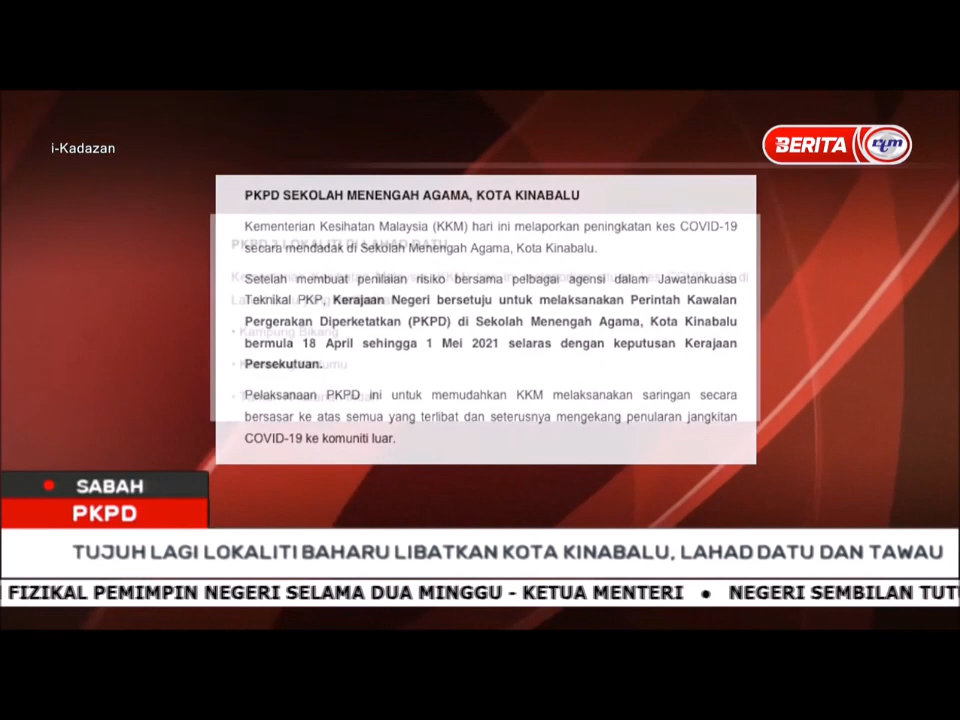 i-Kadazan
BERITA rtm
PKPD SEKOLAH MENENGAH AGAMA, KOTA KINABALU
Kementerian Kesihatan Malaysia (KKM) hari ini melaporkan peningkatan kes COVID-19
secara mendadak di Sekolah Menengah Agama, Kota Kinabalu.
Setelah membuat penilaian risiko bersama pelbagai agensi dalam Jawatankuasa
Teknikal PKP, Kerajaan Negeri bersetuju untuk melaksanakan Perintah Kawalan
Pergerakan Diperketatkan (PKPD) di Sekolah Menengah Agama, Kota Kinabalu
bermula 18 April sehingga 1 Mei 2021 selaras dengan keputusan Kerajaan
Persekutuan.
Pelaksanaan PKPD ini untuk memudahkan KKM melaksanakan saringan secara
bersasar ke atas semua yang terlibat dan seterusnya mengekang penularan jangkitan
COVID-19 ke komuniti luar.
• Kampung Bikang
SABAH
PKPD
TUJUH LAGI LOKALITI BAHARU LIBATKAN KOTA KINABALU, LAHAD DATU DAN TAWAU
FIZIKAL PEMIMPIN NEGERI SELAMA DUA MINGGU - KETUA MENTERI • NEGERI SEMBILAN TUT